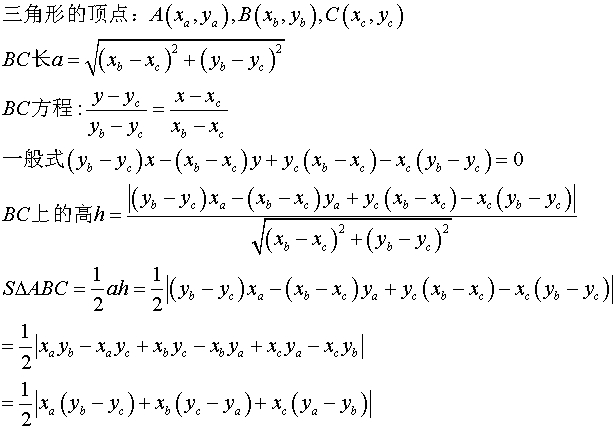 三角形的顶点：A(x_a, y_a), B(x_b, y_b), C(x_c, y_c)
BC长a = √((x_b − x_c)² + (y_b − y_c)²)
BC方程：(y − y_c)/(y_b − y_c) = (x − x_c)/(x_b − x_c)
一般式(y_b − y_c)x − (x_b − x_c)y + y_c(x_b − x_c) − x_c(y_b − y_c) = 0
BC上的高h = |(y_b − y_c)x_a − (x_b − x_c)y_a + y_c(x_b − x_c) − x_c(y_b − y_c)| / √((x_b − x_c)² + (y_b − y_c)²)
SΔABC = 1/2 ah = 1/2 |(y_b − y_c)x_a − (x_b − x_c)y_a + y_c(x_b − x_c) − x_c(y_b − y_c)|
= 1/2 |x_a y_b − x_a y_c + x_b y_c − x_b y_a + x_c y_a − x_c y_b|
= 1/2 |x_a(y_b − y_c) + x_b(y_c − y_a) + x_c(y_a − y_b)|